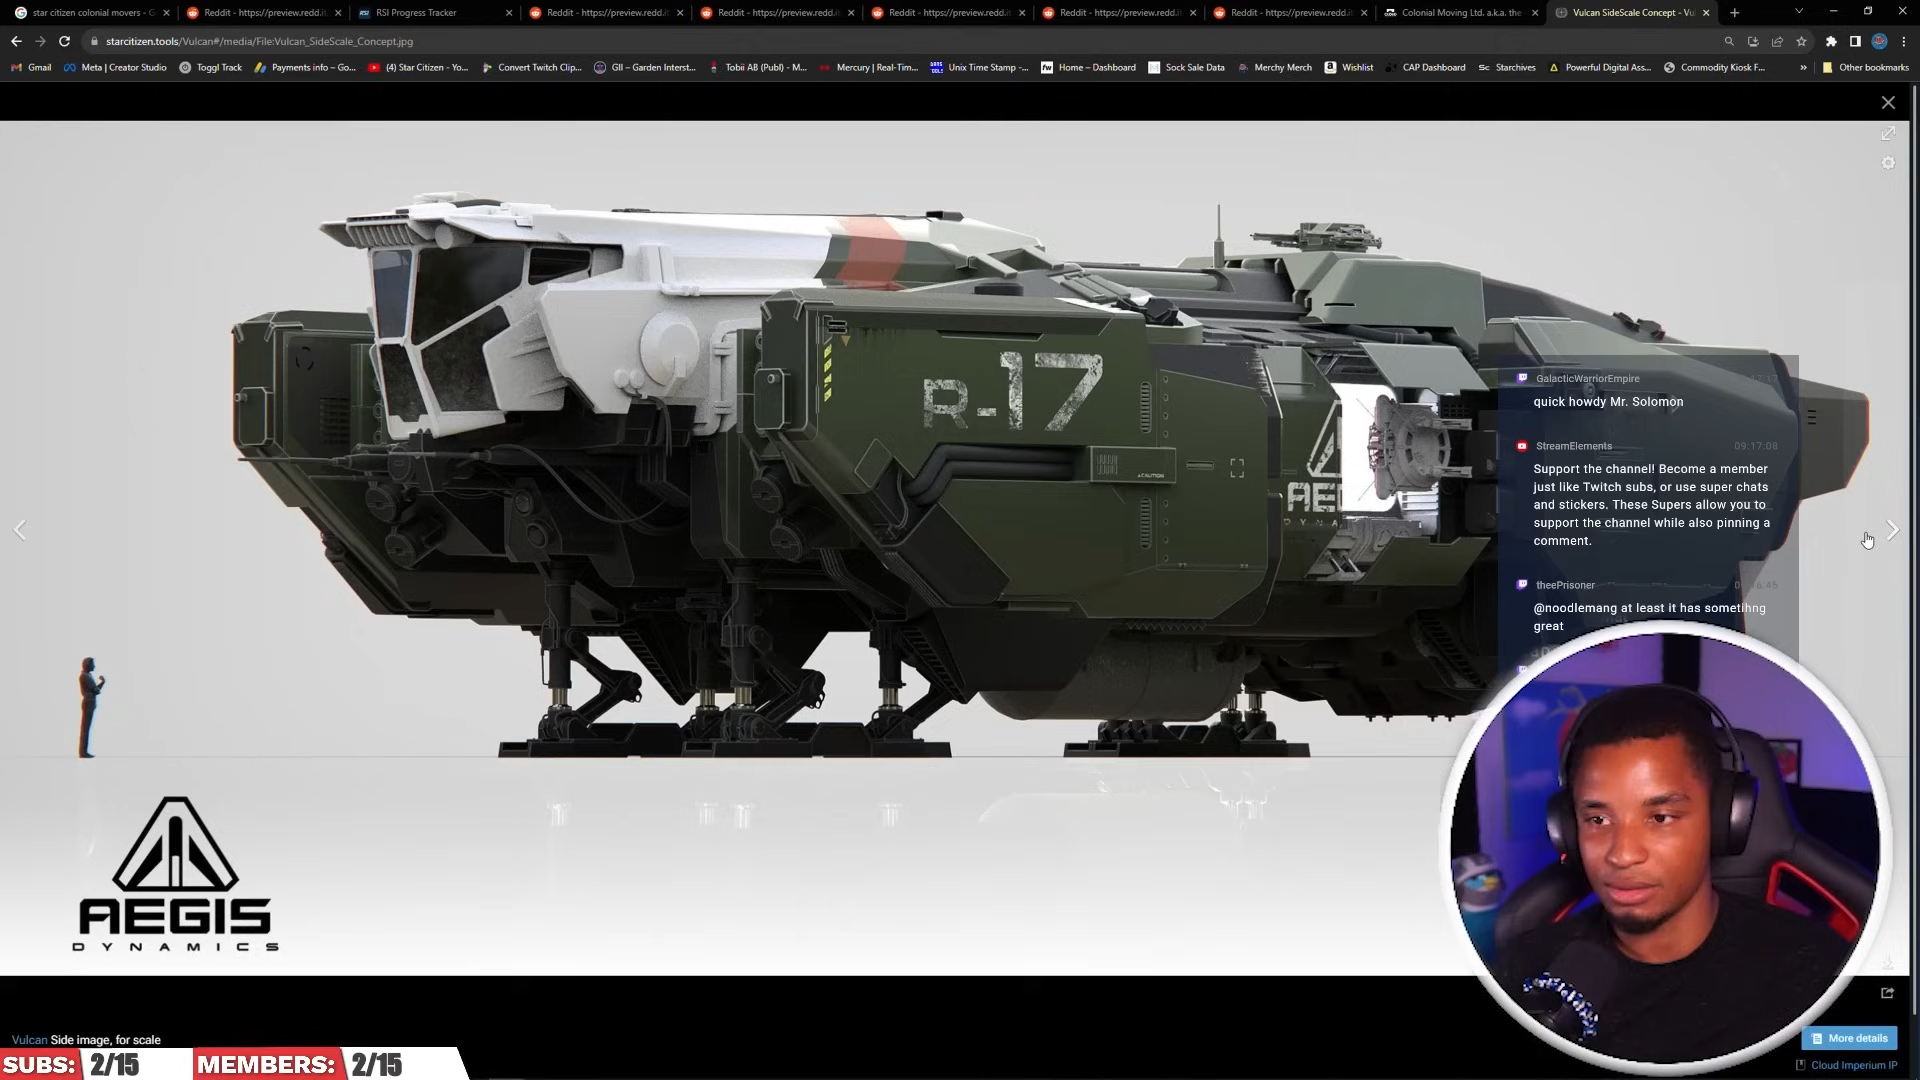 star citizen colonial movers - G
Reddit - https://preview.redd.it
RSI Progress Tracker
Reddit - https://preview.redd.i
Reddit - https://preview.redd.i
Reddit - https://preview.redd.i
Reddit - https://preview.redd.i
Reddit - https://preview.redd.i
Colonial Moving Ltd. a.k.a. the
Vulcan SideScale Concept - Vu
starcitizen.tools/Vulcan#/media/File:Vulcan_SideScale_Concept.jpg
Gmail
Meta | Creator Studio
Toggl Track
Payments info – Go...
(4) Star Citizen - Yo...
Convert Twitch Clip...
GII – Garden Interst...
Tobii AB (Publ) - M...
Mercury | Real-Tim...
Unix Time Stamp -...
Home – Dashboard
Sock Sale Data
Merchy Merch
Wishlist
CAP Dashboard
Starchives
Powerful Digital Ass...
Commodity Kiosk F...
Other bookmarks
R-17
CAUTION
GalacticWarriorEmpire
quick howdy Mr. Solomon
StreamElements 09:17:08
Support the channel! Become a member
just like Twitch subs, or use super chats
and stickers. These Supers allow you to
support the channel while also pinning a
comment.
theePrisoner
@noodlemang at least it has sometihng
great
AEGIS
DYNAMICS
Vulcan Side image, for scale
More details
Cloud Imperium IP
SUBS: 2/15
MEMBERS: 2/15